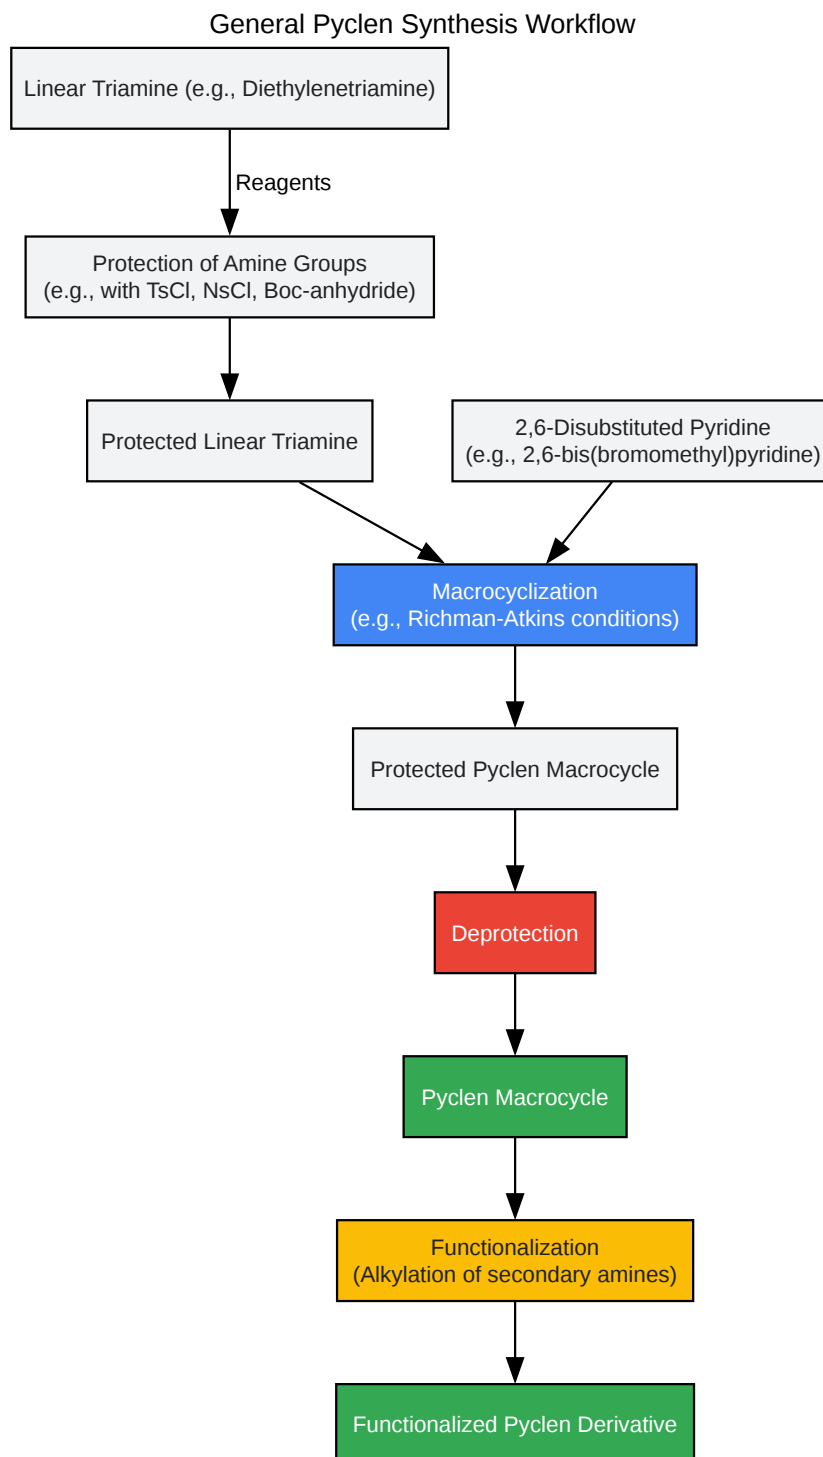 General Pyclen Synthesis Workflow
Linear Triamine (e.g., Diethylenetriamine)
Reagents
Protection of Amine Groups
(e.g., with TsCl, NsCl, Boc-anhydride)
Protected Linear Triamine
2,6-Disubstituted Pyridine
(e.g., 2,6-bis(bromomethyl)pyridine)
Macrocyclization
(e.g., Richman-Atkins conditions)
Protected Pyclen Macrocycle
Deprotection
Pyclen Macrocycle
Functionalization
(Alkylation of secondary amines)
Functionalized Pyclen Derivative